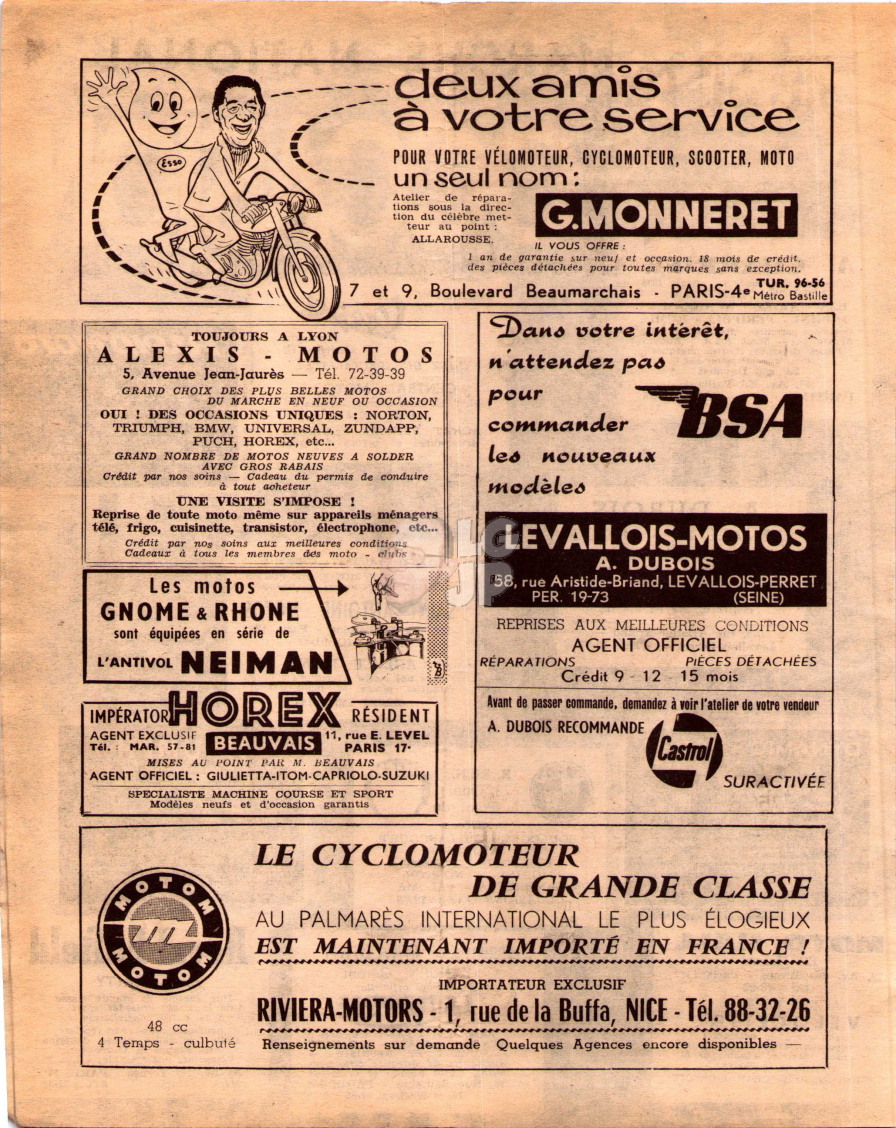 deux amis
à votre service
POUR VOTRE VÉLOMOTEUR, CYCLOMOTEUR, SCOOTER, MOTO
un seul nom :
Esso
Atelier de répara-
tions sous la direc-
tion du célèbre met-
teur au point :
ALLAROUSSE.
G.MONNERET
IL VOUS OFFRE :
1 an de garantie sur neuf et occasion. 18 mois de crédit.
des pièces détachées pour toutes marques sans exception.
7 et 9, Boulevard Beaumarchais - PARIS-4e TUR. 96-56
Métro Bastille
TOUJOURS A LYON
ALEXIS - MOTOS
5, Avenue Jean-Jaurès — Tél. 72-39-39
GRAND CHOIX DES PLUS BELLES MOTOS
DU MARCHE EN NEUF OU OCCASION
OUI ! DES OCCASIONS UNIQUES : NORTON,
TRIUMPH, BMW, UNIVERSAL, ZUNDAPP,
PUCH, HOREX, etc...
GRAND NOMBRE DE MOTOS NEUVES A SOLDER
AVEC GROS RABAIS
Crédit par nos soins — Cadeau du permis de conduire
à tout acheteur
UNE VISITE S'IMPOSE !
Reprise de toute moto même sur appareils ménagers
télé, frigo, cuisinette, transistor, électrophone, etc...
Crédit par nos soins aux meilleures conditions
Cadeaux à tous les membres des moto - clubs
Les motos
GNOME & RHONE
sont équipées en série de
L'ANTIVOL NEIMAN
IMPÉRATOR HOREX RÉSIDENT
AGENT EXCLUSIF
Tél. : MAR. 57-81
BEAUVAIS
11, rue E. LEVEL
PARIS 17e
MISES AU POINT PAR M. BEAUVAIS
AGENT OFFICIEL : GIULIETTA-ITOM-CAPRIOLO-SUZUKI
SPECIALISTE MACHINE COURSE ET SPORT
Modèles neufs et d'occasion garantis
Dans votre intérêt,
n'attendez pas
pour
commander
les nouveaux
modèles
BSA
LEVALLOIS-MOTOS
A. DUBOIS
58, rue Aristide-Briand, LEVALLOIS-PERRET
PER. 19-73 (SEINE)
REPRISES AUX MEILLEURES CONDITIONS
AGENT OFFICIEL
RÉPARATIONS PIÈCES DÉTACHÉES
Crédit 9 - 12 - 15 mois
Avant de passer commande, demandez à voir l'atelier de votre vendeur
A. DUBOIS RECOMMANDE
Castrol
SURACTIVÉE
LE CYCLOMOTEUR
DE GRANDE CLASSE
AU PALMARÈS INTERNATIONAL LE PLUS ÉLOGIEUX
EST MAINTENANT IMPORTÉ EN FRANCE !
MOTOM
m
MOTOM
IMPORTATEUR EXCLUSIF
RIVIERA-MOTORS - 1, rue de la Buffa, NICE - Tél. 88-32-26
48 cc
4 Temps - culbuté
Renseignements sur demande Quelques Agences encore disponibles —